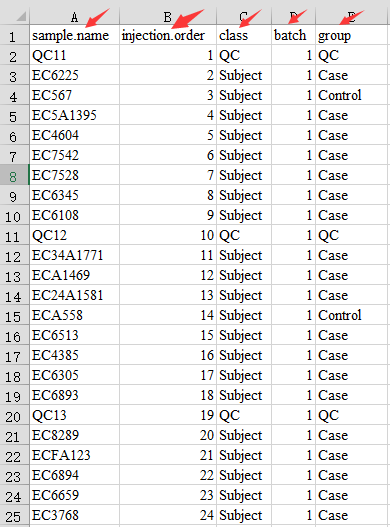 A B C D E
1 sample.name injection.order class batch group
2 QC11 1 QC 1 QC
3 EC6225 2 Subject 1 Case
4 EC567 3 Subject 1 Control
5 EC5A1395 4 Subject 1 Case
6 EC4604 5 Subject 1 Case
7 EC7542 6 Subject 1 Case
8 EC7528 7 Subject 1 Case
9 EC6345 8 Subject 1 Case
10 EC6108 9 Subject 1 Case
11 QC12 10 QC 1 QC
12 EC34A1771 11 Subject 1 Case
13 ECA1469 12 Subject 1 Case
14 EC24A1581 13 Subject 1 Case
15 ECA558 14 Subject 1 Control
16 EC6513 15 Subject 1 Case
17 EC4385 16 Subject 1 Case
18 EC6305 17 Subject 1 Case
19 EC6893 18 Subject 1 Case
20 QC13 19 QC 1 QC
21 EC8289 20 Subject 1 Case
22 ECFA123 21 Subject 1 Case
23 EC6894 22 Subject 1 Case
24 EC6659 23 Subject 1 Case
25 EC3768 24 Subject 1 Case